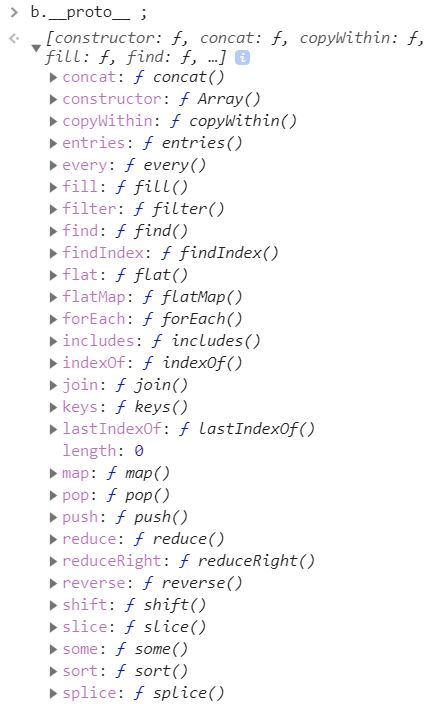 > b.__proto__ ;
[constructor: ƒ, concat: ƒ, copyWithin: ƒ,
fill: ƒ, find: ƒ, …] i
concat: ƒ concat()
constructor: ƒ Array()
copyWithin: ƒ copyWithin()
entries: ƒ entries()
every: ƒ every()
fill: ƒ fill()
filter: ƒ filter()
find: ƒ find()
findIndex: ƒ findIndex()
flat: ƒ flat()
flatMap: ƒ flatMap()
forEach: ƒ forEach()
includes: ƒ includes()
indexOf: ƒ indexOf()
join: ƒ join()
keys: ƒ keys()
lastIndexOf: ƒ lastIndexOf()
length: 0
map: ƒ map()
pop: ƒ pop()
push: ƒ push()
reduce: ƒ reduce()
reduceRight: ƒ reduceRight()
reverse: ƒ reverse()
shift: ƒ shift()
slice: ƒ slice()
some: ƒ some()
sort: ƒ sort()
splice: ƒ splice()